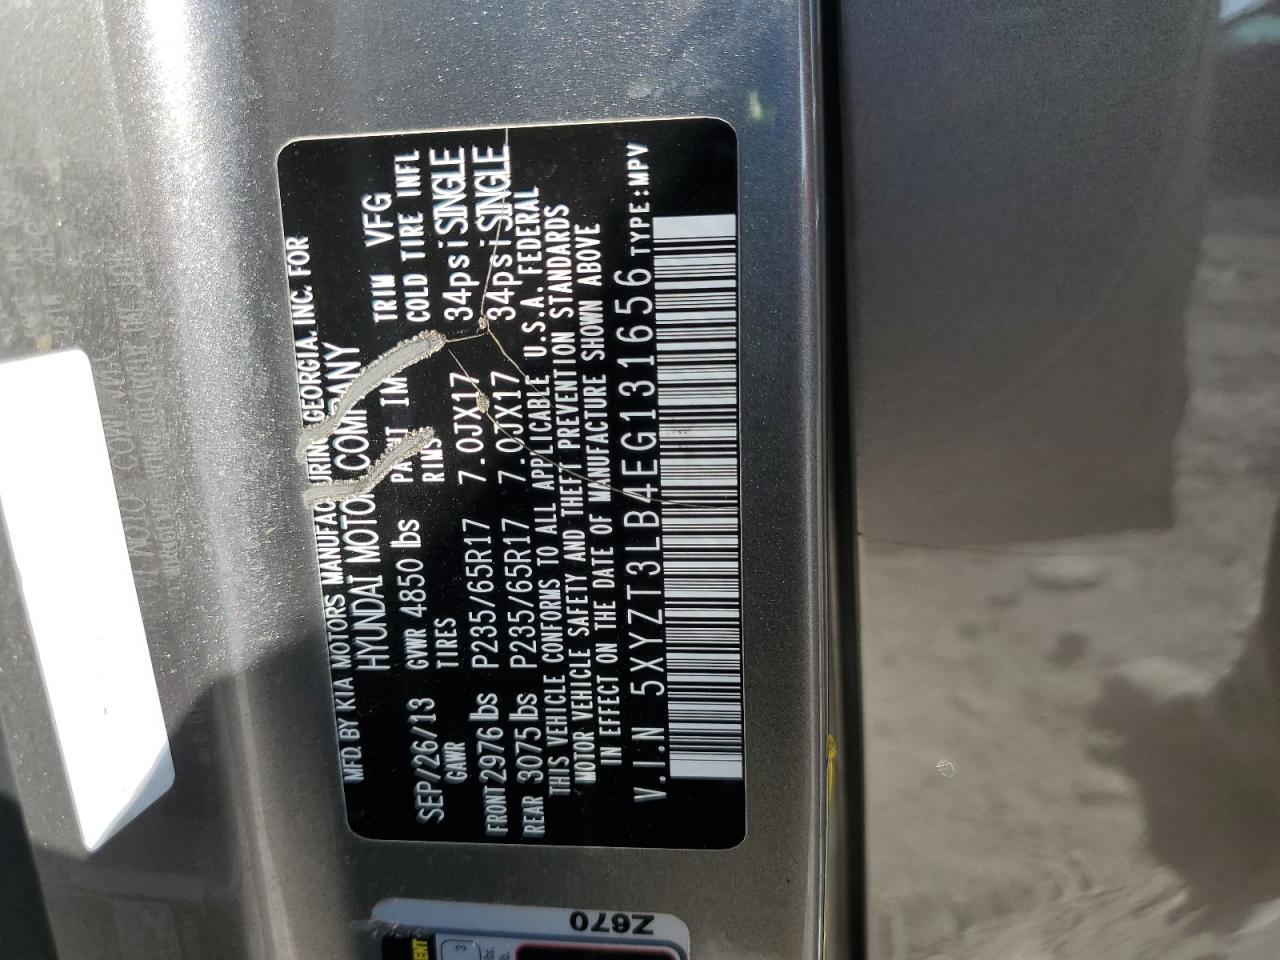 MFD. BY KIA MOTORS MANUFACTURING GEORGIA, INC. FOR
HYUNDAI MOTOR COMPANY
SEP/26/13 GVWR 4850 lbs PAINT IM TRIM VFG
GAWR TIRES RIMS COLD TIRE INFL
FRONT 2976 lbs P235/65R17 7.0JX17 34psi SINGLE
REAR 3075 lbs P235/65R17 7.0JX17 34psi SINGLE
THIS VEHICLE CONFORMS TO ALL APPLICABLE U.S.A. FEDERAL
MOTOR VEHICLE SAFETY AND THEFT PREVENTION STANDARDS
IN EFFECT ON THE DATE OF MANUFACTURE SHOWN ABOVE
V.I.N 5XYZT3LB4EG131656 TYPE:MPV
Z670